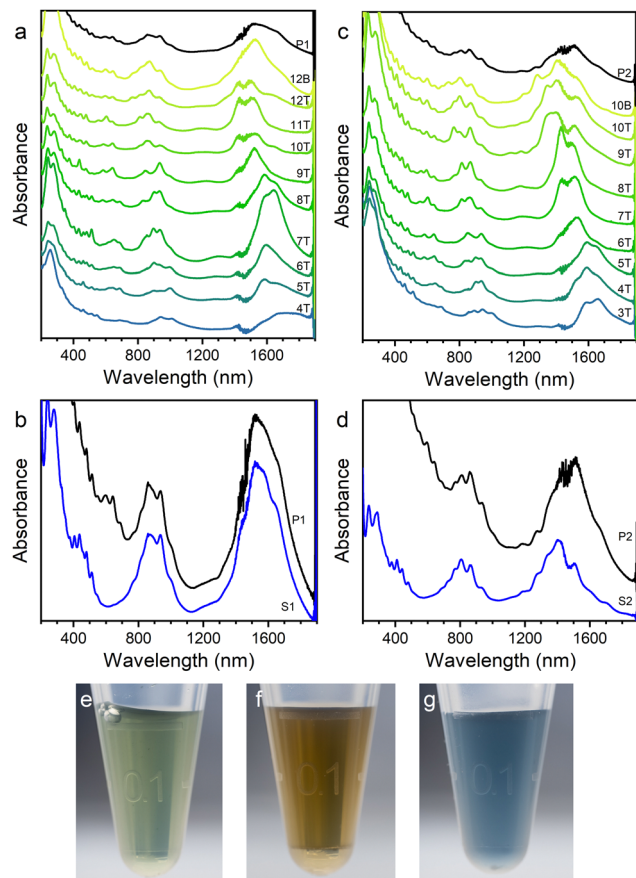 a
Absorbance
P1
12B
12T
11T
10T
9T
8T
7T
6T
5T
4T
400 800 1200 1600
Wavelength (nm)
c
Absorbance
P2
10B
10T
9T
8T
7T
6T
5T
4T
3T
400 800 1200 1600
Wavelength (nm)
b
Absorbance
P1
S1
400 800 1200 1600
Wavelength (nm)
d
Absorbance
P2
S2
400 800 1200 1600
Wavelength (nm)
e
0.1
f
0.1
g
0.1